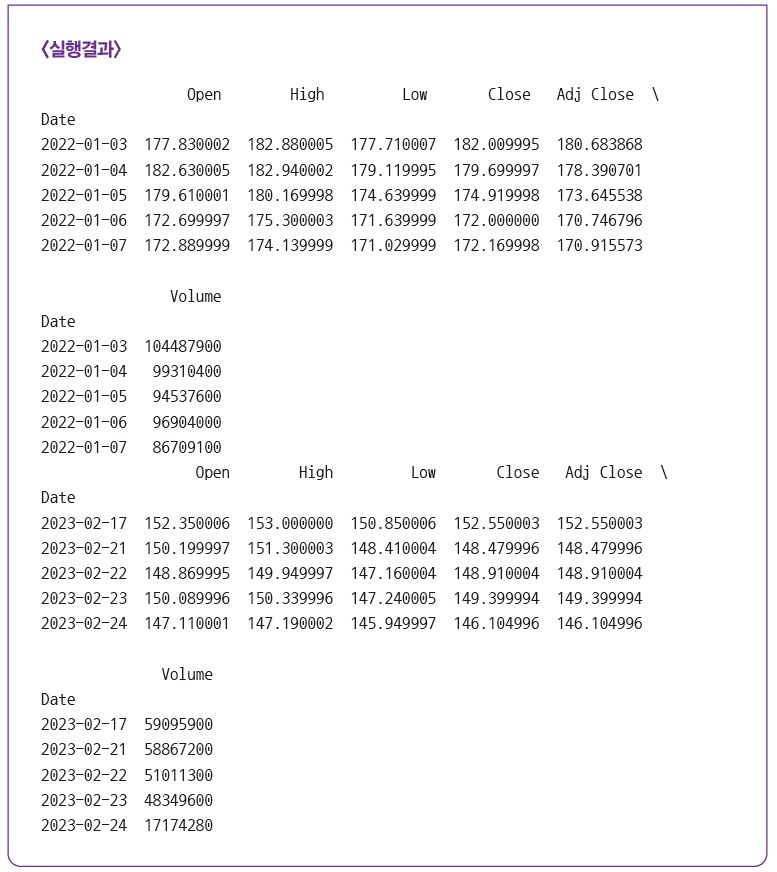 〈실행결과〉
Open High Low Close Adj Close \
Date
2022-01-03 177.830002 182.880005 177.710007 182.009995 180.683868
2022-01-04 182.630005 182.940002 179.119995 179.699997 178.390701
2022-01-05 179.610001 180.169998 174.639999 174.919998 173.645538
2022-01-06 172.699997 175.300003 171.639999 172.000000 170.746796
2022-01-07 172.889999 174.139999 171.029999 172.169998 170.915573
Volume
Date
2022-01-03 104487900
2022-01-04 99310400
2022-01-05 94537600
2022-01-06 96904000
2022-01-07 86709100
Open High Low Close Adj Close \
Date
2023-02-17 152.350006 153.000000 150.850006 152.550003 152.550003
2023-02-21 150.199997 151.300003 148.410004 148.479996 148.479996
2023-02-22 148.869995 149.949997 147.160004 148.910004 148.910004
2023-02-23 150.089996 150.339996 147.240005 149.399994 149.399994
2023-02-24 147.110001 147.190002 145.949997 146.104996 146.104996
Volume
Date
2023-02-17 59095900
2023-02-21 58867200
2023-02-22 51011300
2023-02-23 48349600
2023-02-24 17174280